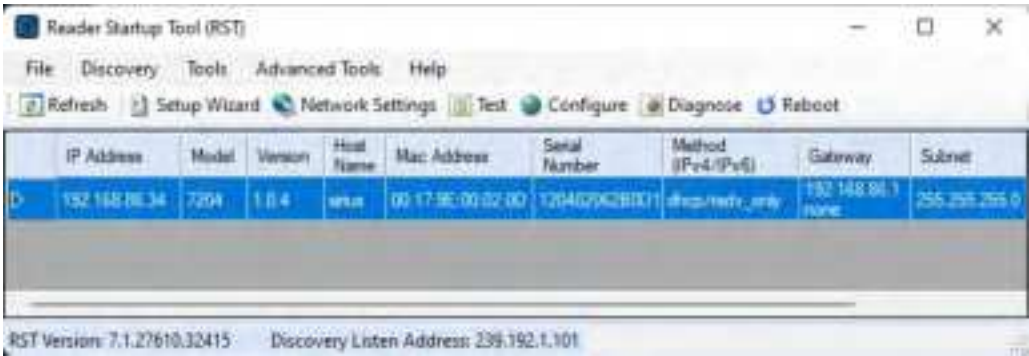 Reader Startup Tool (RST)
File Discovery Tools Advanced Tools Help
Refresh Setup Wizard Network Settings Test Configure Diagnose Reboot
IP Address Model Version Host Name Mac Address Serial Number Method (IPv4/IPv6) Gateway Subnet
D 192.168.86.34 7204 1.0.4 sirius 00:17:9E:00:02:0D dhcp/radv_only 192.168.86.1 none 255.255.255.0
RST Version: 7.1.27610.32415 Discovery Listen Address: 239.192.1.101